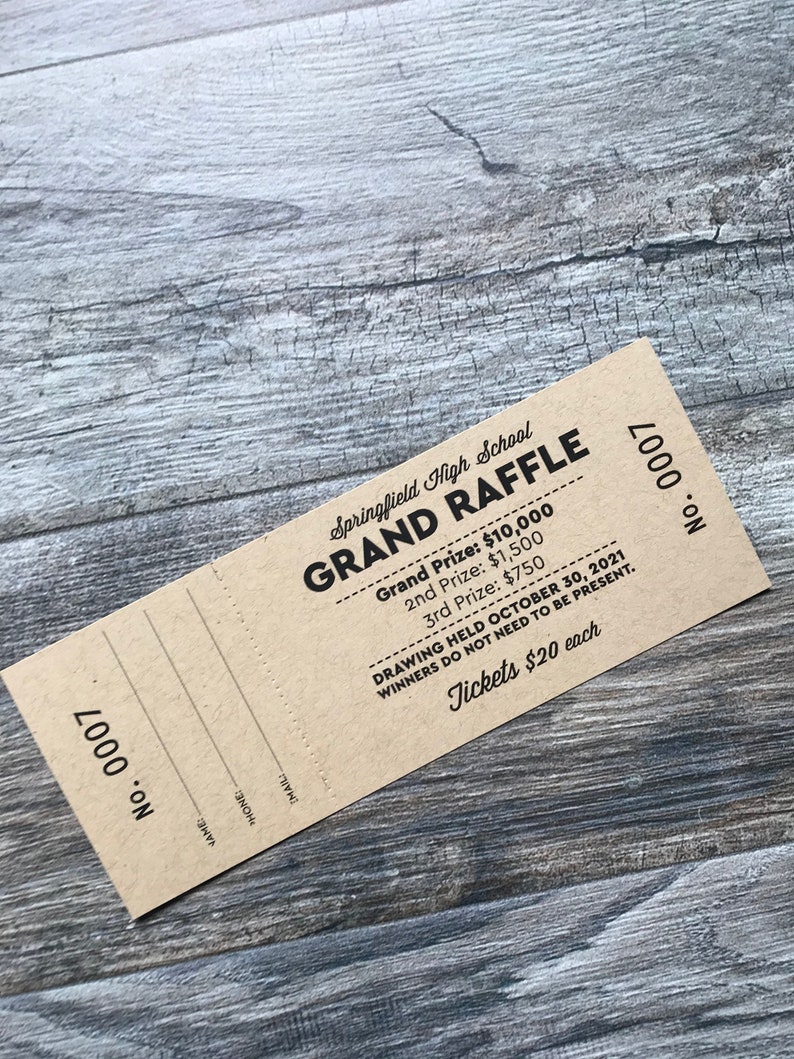 Springfield High School
GRAND RAFFLE
Grand Prize: $10,000
2nd Prize: $1,500
3rd Prize: $750
DRAWING HELD OCTOBER 30, 2021
WINNERS DO NOT NEED TO BE PRESENT.
Tickets $20 each
No. 0007
No. 0007
NAME:
PHONE:
EMAIL: